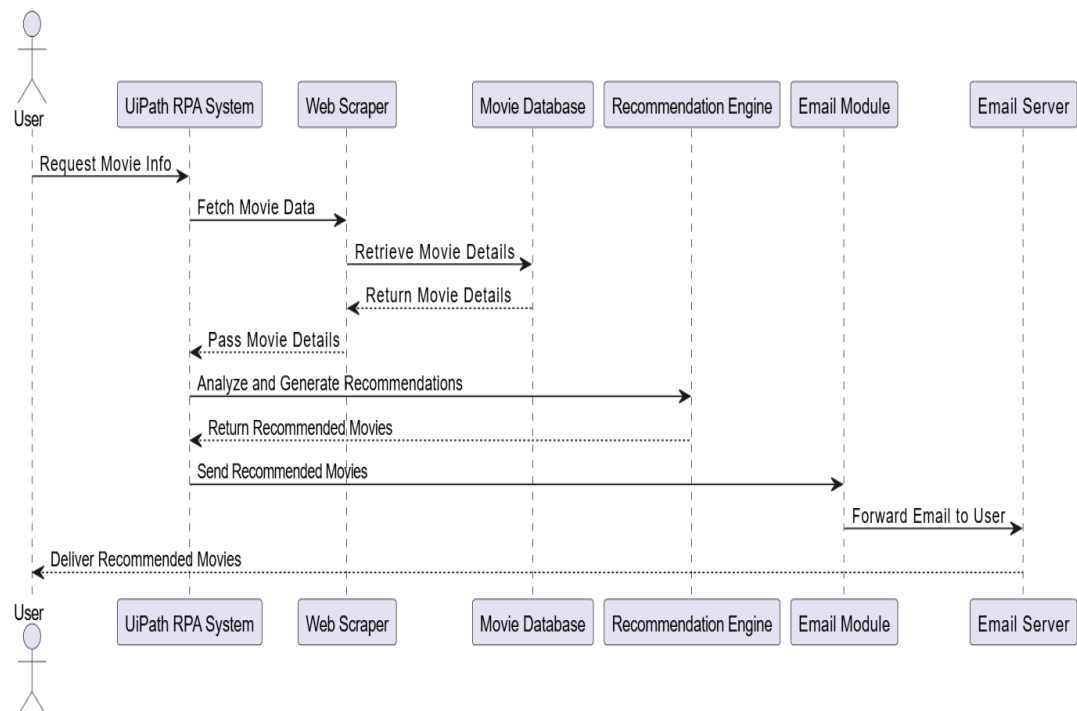 User
UiPath RPA System
Web Scraper
Movie Database
Recommendation Engine
Email Module
Email Server
Request Movie Info
Fetch Movie Data
Retrieve Movie Details
Return Movie Details
Pass Movie Details
Analyze and Generate Recommendations
Return Recommended Movies
Send Recommended Movies
Forward Email to User
Deliver Recommended Movies
User
UiPath RPA System
Web Scraper
Movie Database
Recommendation Engine
Email Module
Email Server